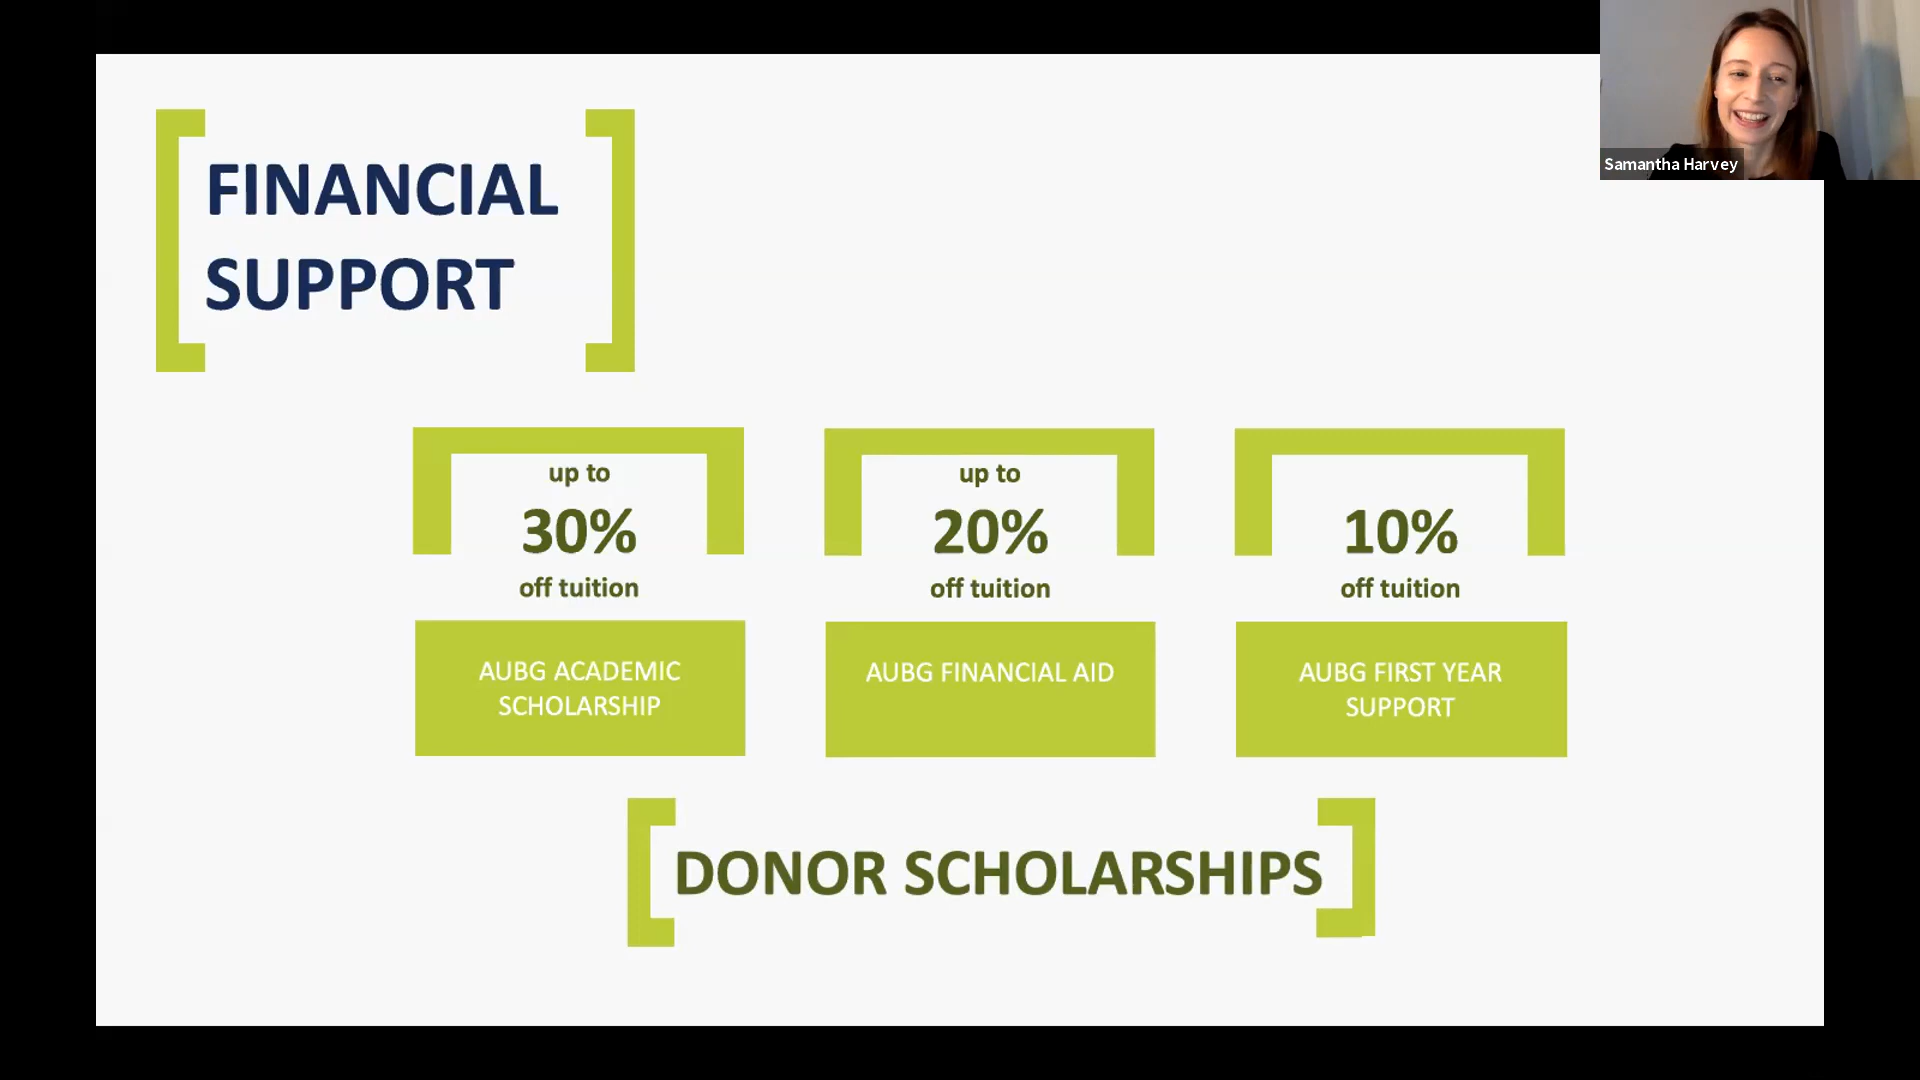 Samantha Harvey
FINANCIAL
SUPPORT
up to
30%
off tuition
AUBG ACADEMIC
SCHOLARSHIP
up to
20%
off tuition
AUBG FINANCIAL AID
10%
off tuition
AUBG FIRST YEAR
SUPPORT
DONOR SCHOLARSHIPS